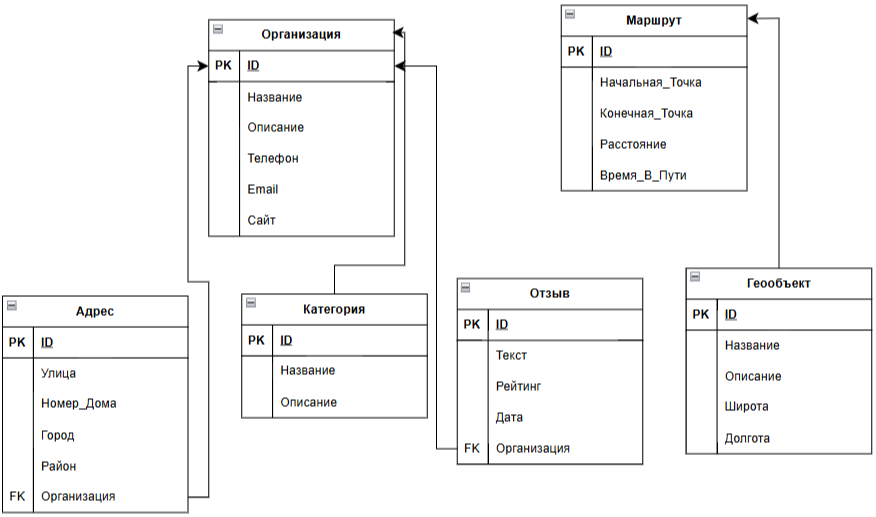 Организация
PK ID
Название
Описание
Телефон
Email
Сайт
Маршрут
PK ID
Начальная_Точка
Конечная_Точка
Расстояние
Время_В_Пути
Адрес
PK ID
Улица
Номер_Дома
Город
Район
FK Организация
Категория
PK ID
Название
Описание
Отзыв
PK ID
Текст
Рейтинг
Дата
FK Организация
Геообъект
PK ID
Название
Описание
Широта
Долгота